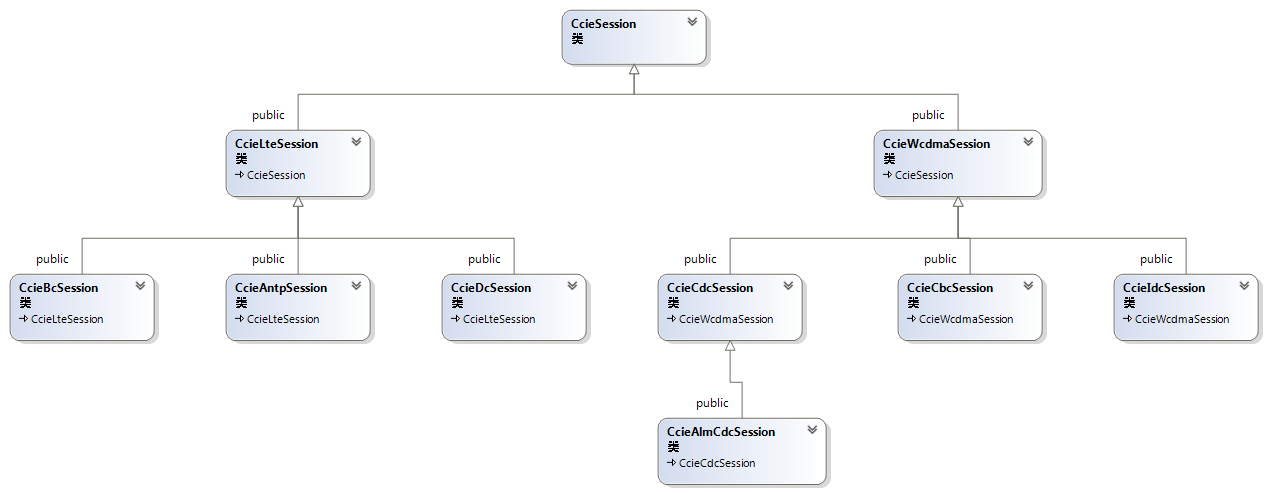 CcieSession
类
public
public
CcieLteSession
类
CcieSession
CcieWcdmaSession
类
CcieSession
public
public
public
public
public
public
CcieBcSession
类
CcieLteSession
CcieAntpSession
类
CcieLteSession
CcieDcSession
类
CcieLteSession
CcieCdcSession
类
CcieWcdmaSession
CcieCbcSession
类
CcieWcdmaSession
CcieIdcSession
类
CcieWcdmaSession
public
CcieAlmCdcSession
类
CcieCdcSession